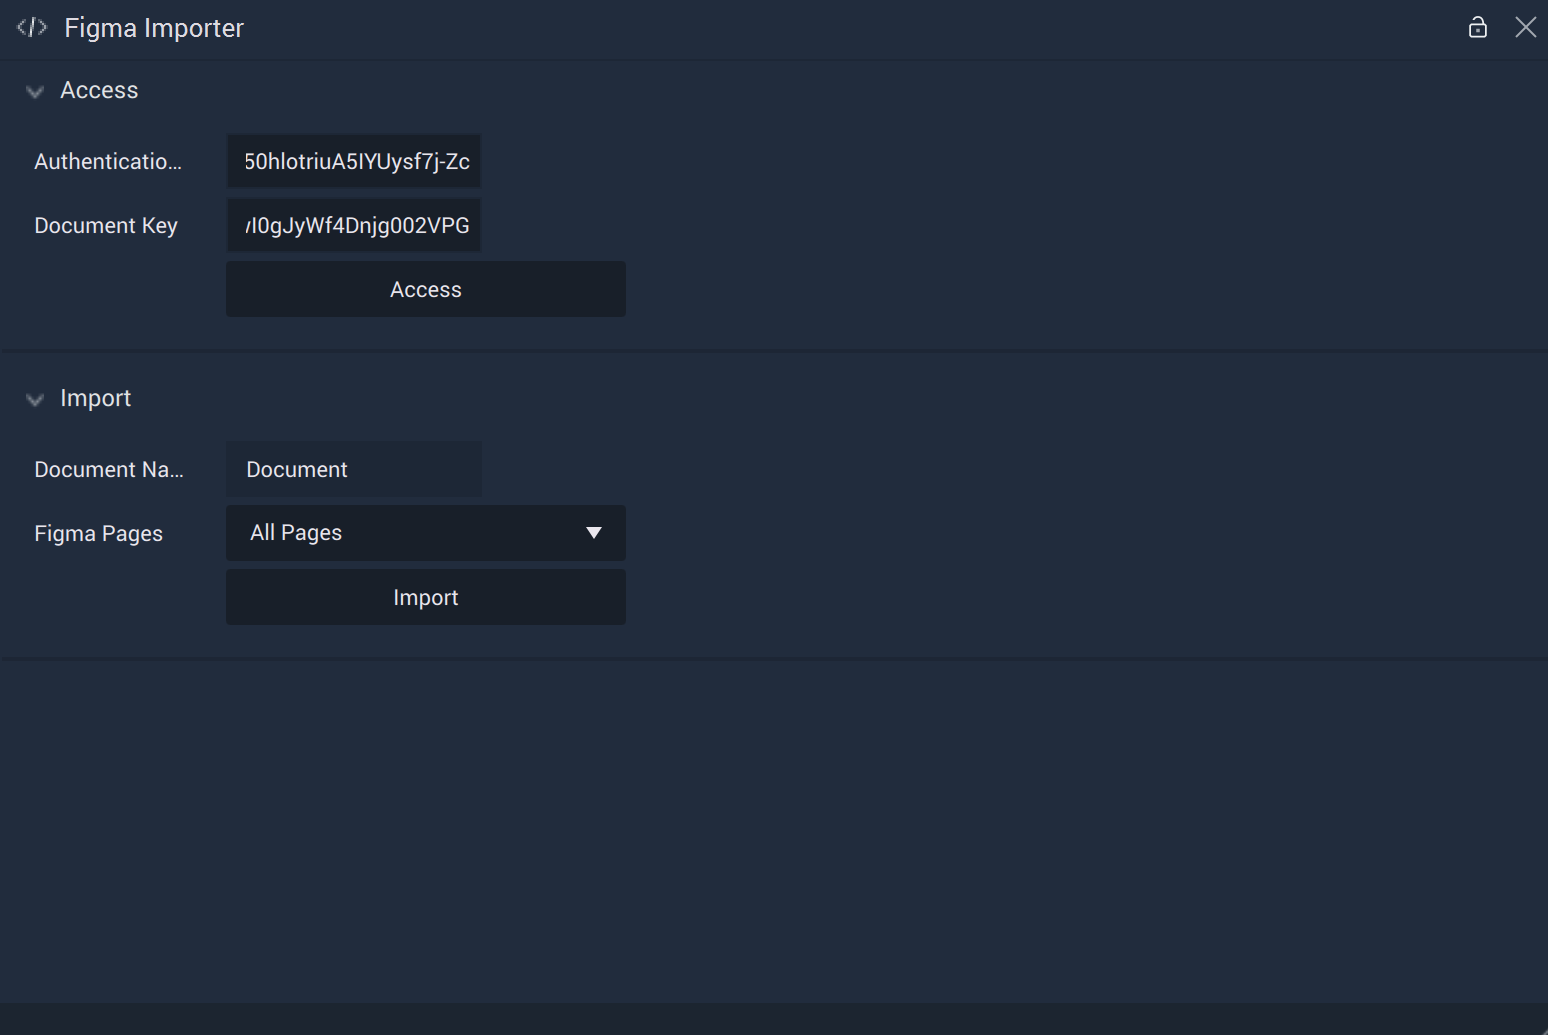 Figma Importer
Access
Authenticatio...
50hlotriuA5IYUysf7j-Zc
Document Key
I0gJyWf4Dnjg002VPG
Access
Import
Document Na...
Document
Figma Pages
All Pages
Import